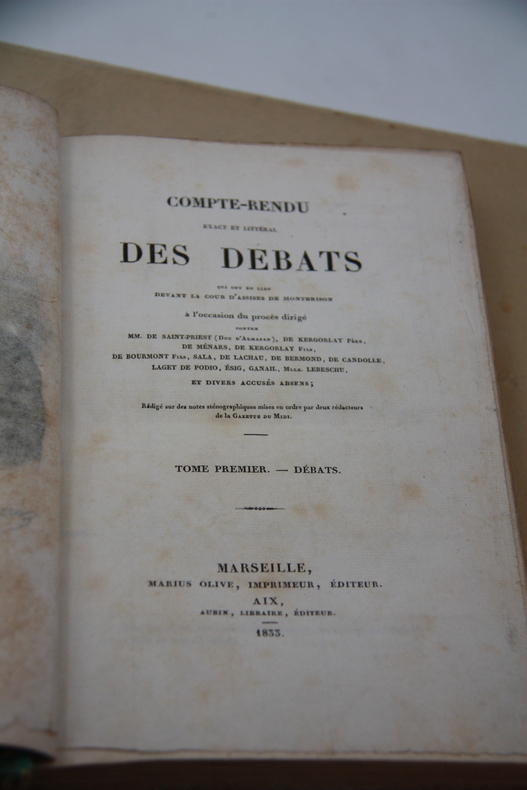 COMPTE-RENDU
EXACT ET LITTÉRAL
DES DÉBATS
QUI ONT EU LIEU
DEVANT LA COUR D'ASSISES DE MONTBRISON
à l'occasion du procès dirigé
CONTRE
MM. DE SAINT-PRIEST (DUC D'ALMAZAN), DE KERGORLAY PÈRE,
DE MÉNARS, DE KERGORLAY FILS,
DE BOURMONT FILS, SALA, DE LACHAU, DE BERMOND, DE CANDOLLE,
LAGET DE PODIO, ÉSIG, GANAIL, MLLE. LEBESCHU,
ET DIVERS ACCUSÉS ABSENS;
Rédigé sur des notes sténographiques mises en ordre par deux rédacteurs
de la GAZETTE DU MIDI.
TOME PREMIER. — DÉBATS.
MARSEILLE,
MARIUS OLIVE, IMPRIMEUR, ÉDITEUR.
AIX,
AUBIN, LIBRAIRE, ÉDITEUR.
1833.